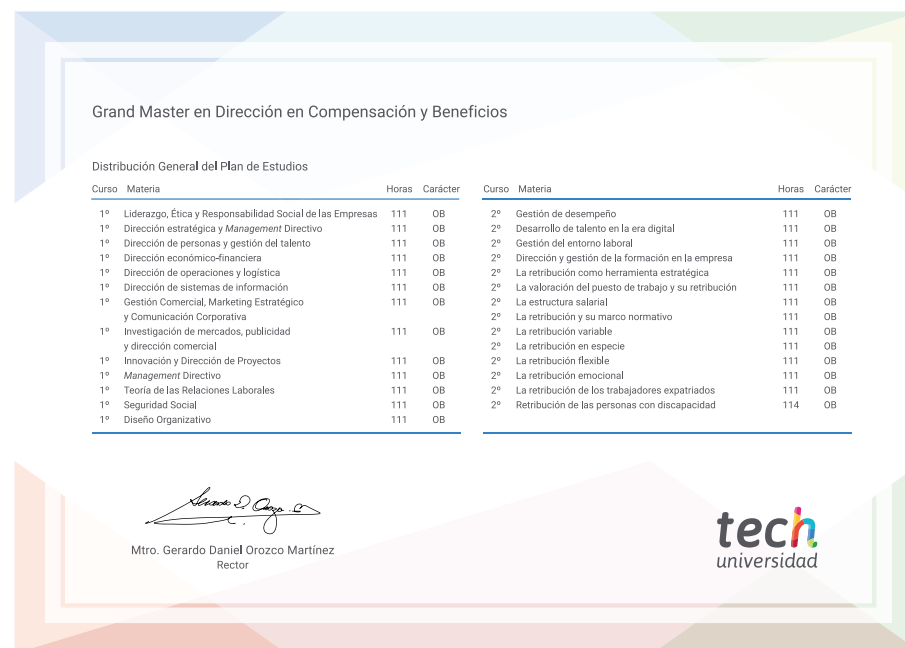 Grand Master en Dirección en Compensación y Beneficios
Distribución General del Plan de Estudios
Curso Materia Horas Carácter
1º Liderazgo, Ética y Responsabilidad Social de las Empresas 111 OB
1º Dirección estratégica y Management Directivo 111 OB
1º Dirección de personas y gestión del talento 111 OB
1º Dirección económico-financiera 111 OB
1º Dirección de operaciones y logística 111 OB
1º Dirección de sistemas de información 111 OB
1º Gestión Comercial, Marketing Estratégico 111 OB
y Comunicación Corporativa
1º Investigación de mercados, publicidad 111 OB
y dirección comercial
1º Innovación y Dirección de Proyectos 111 OB
1º Management Directivo 111 OB
1º Teoría de las Relaciones Laborales 111 OB
1º Seguridad Social 111 OB
1º Diseño Organizativo 111 OB
Curso Materia Horas Carácter
2º Gestión de desempeño 111 OB
2º Desarrollo de talento en la era digital 111 OB
2º Gestión del entorno laboral 111 OB
2º Dirección y gestión de la formación en la empresa 111 OB
2º La retribución como herramienta estratégica 111 OB
2º La valoración del puesto de trabajo y su retribución 111 OB
2º La estructura salarial 111 OB
2º La retribución y su marco normativo 111 OB
2º La retribución variable 111 OB
2º La retribución en especie 111 OB
2º La retribución flexible 111 OB
2º La retribución emocional 111 OB
2º La retribución de los trabajadores expatriados 111 OB
2º Retribución de las personas con discapacidad 114 OB
Mtro. Gerardo Daniel Orozco Martínez
Rector
tech
universidad